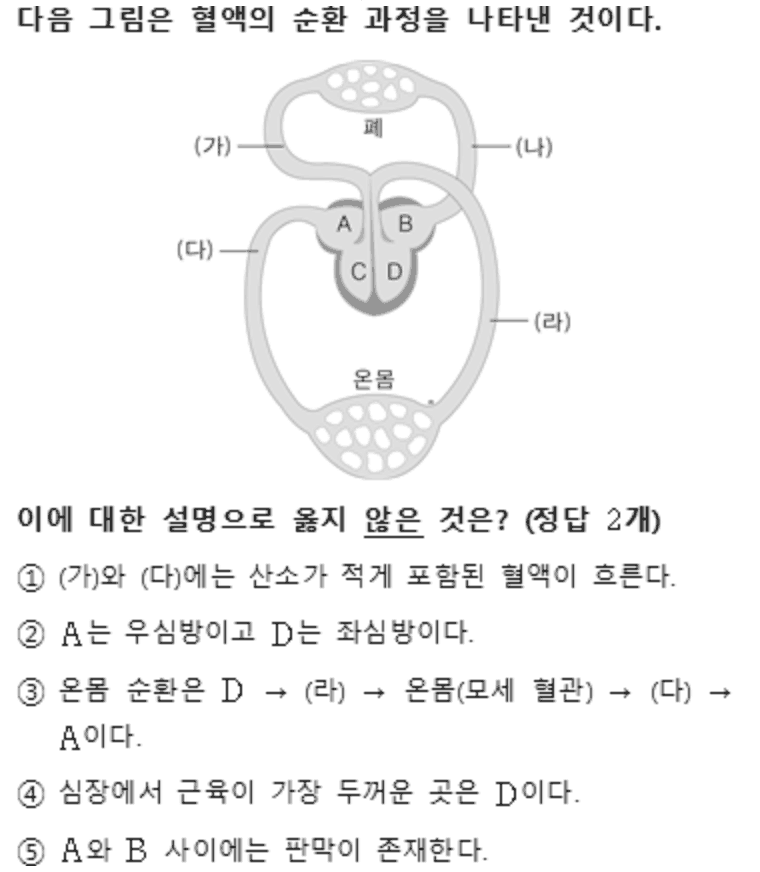 다음 그림은 혈액의 순환 과정을 나타낸 것이다.
폐
(가)
(나)
A
B
(다)
C
D
(라)
온몸
이에 대한 설명으로 옳지 않은 것은? (정답 2개)
① (가)와 (다)에는 산소가 적게 포함된 혈액이 흐른다.
② A는 우심방이고 D는 좌심방이다.
③ 온몸 순환은 D → (라) → 온몸(모세 혈관) → (다) →
A이다.
④ 심장에서 근육이 가장 두꺼운 곳은 D이다.
⑤ A와 B 사이에는 판막이 존재한다.